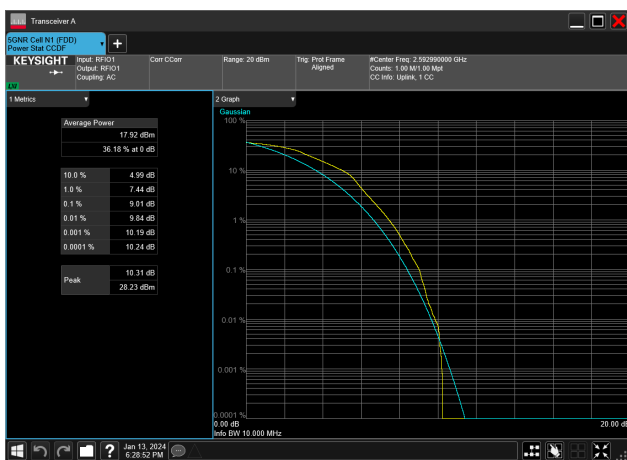 Transceiver A
5GNR Cell N1 (FDD)
Power Stat CCDF
KEYSIGHT
LXI
Input: RFIO1
Output: RFIO1
Coupling: AC
Corr CCorr
Range: 20 dBm
Trig: Prot Frame
Aligned
#Center Freq: 2.592990000 GHz
Counts: 1.00 M/1.00 Mpt
CC Info: Uplink, 1 CC
1 Metrics
Average Power
17.92 dBm
36.18 % at 0 dB
10.0 % 4.99 dB
1.0 % 7.44 dB
0.1 % 9.01 dB
0.01 % 9.84 dB
0.001 % 10.19 dB
0.0001 % 10.24 dB
Peak
10.31 dB
28.23 dBm
2 Graph
Gaussian
100 %
10 %
1 %
0.1 %
0.01 %
0.001 %
0.0001 %
0.00 dB
20.00 dB
Info BW 10.000 MHz
Jan 13, 2024
6:28:52 PM